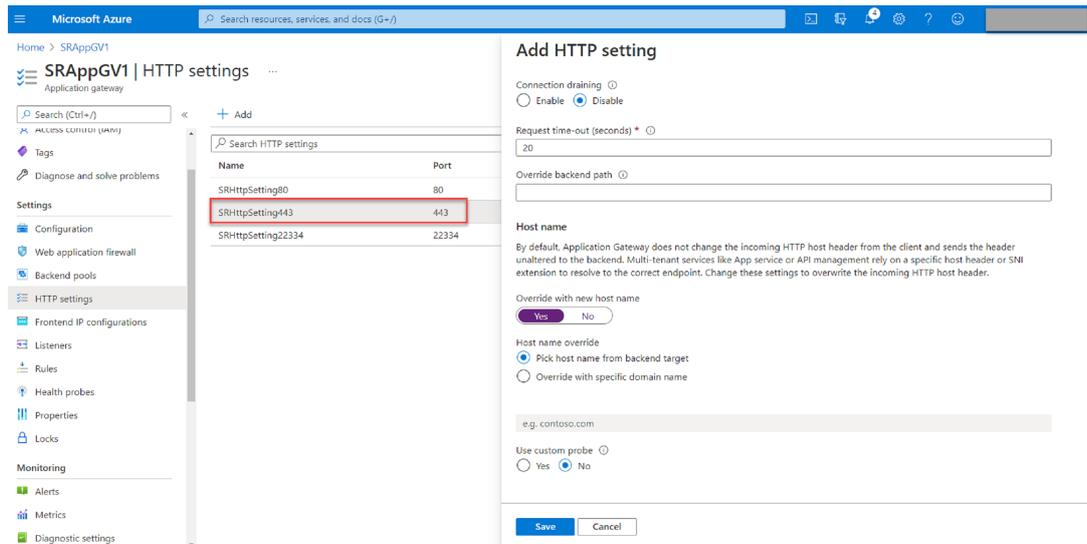 Microsoft Azure
Search resources, services, and docs (G+/)
4
Home > SRAppGV1
SRAppGV1 | HTTP settings ...
Application gateway
Search (Ctrl+/)
«
Access control (IAM)
Tags
Diagnose and solve problems
Settings
Configuration
Web application firewall
Backend pools
HTTP settings
Frontend IP configurations
Listeners
Rules
Health probes
Properties
Locks
Monitoring
Alerts
Metrics
Diagnostic settings
+ Add
Search HTTP settings
Name Port
SRHttpSetting80 80
SRHttpSetting443 443
SRHttpSetting22334 22334
Add HTTP setting
Connection draining
Enable Disable
Request time-out (seconds) *
20
Override backend path
Host name
By default, Application Gateway does not change the incoming HTTP host header from the client and sends the header
unaltered to the backend. Multi-tenant services like App service or API management rely on a specific host header or SNI
extension to resolve to the correct endpoint. Change these settings to overwrite the incoming HTTP host header.
Override with new host name
Yes No
Host name override
Pick host name from backend target
Override with specific domain name
e.g. contoso.com
Use custom probe
Yes No
Save Cancel